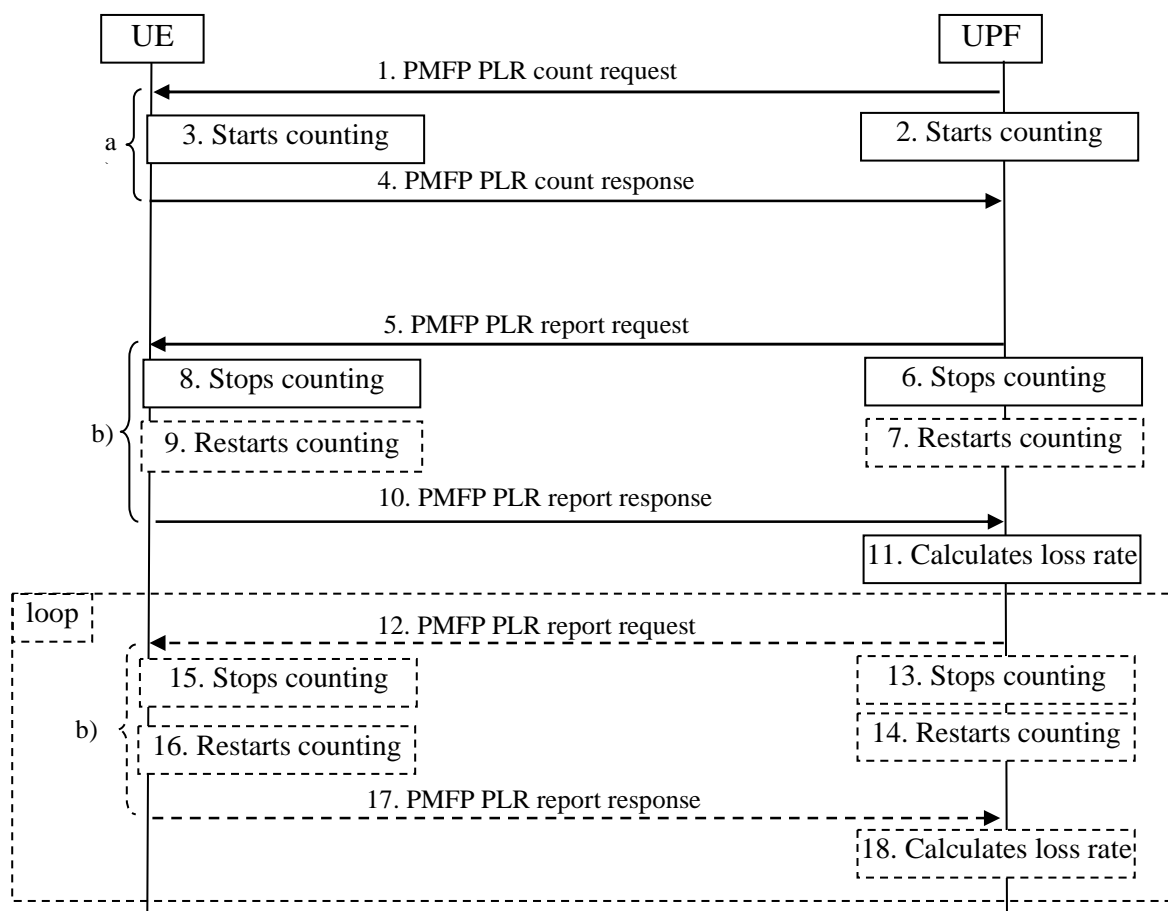 UE
UPF
1. PMFP PLR count request
a
3. Starts counting
2. Starts counting
4. PMFP PLR count response
5. PMFP PLR report request
8. Stops counting
6. Stops counting
b)
9. Restarts counting
7. Restarts counting
10. PMFP PLR report response
11. Calculates loss rate
loop
12. PMFP PLR report request
15. Stops counting
13. Stops counting
b)
16. Restarts counting
14. Restarts counting
17. PMFP PLR report response
18. Calculates loss rate